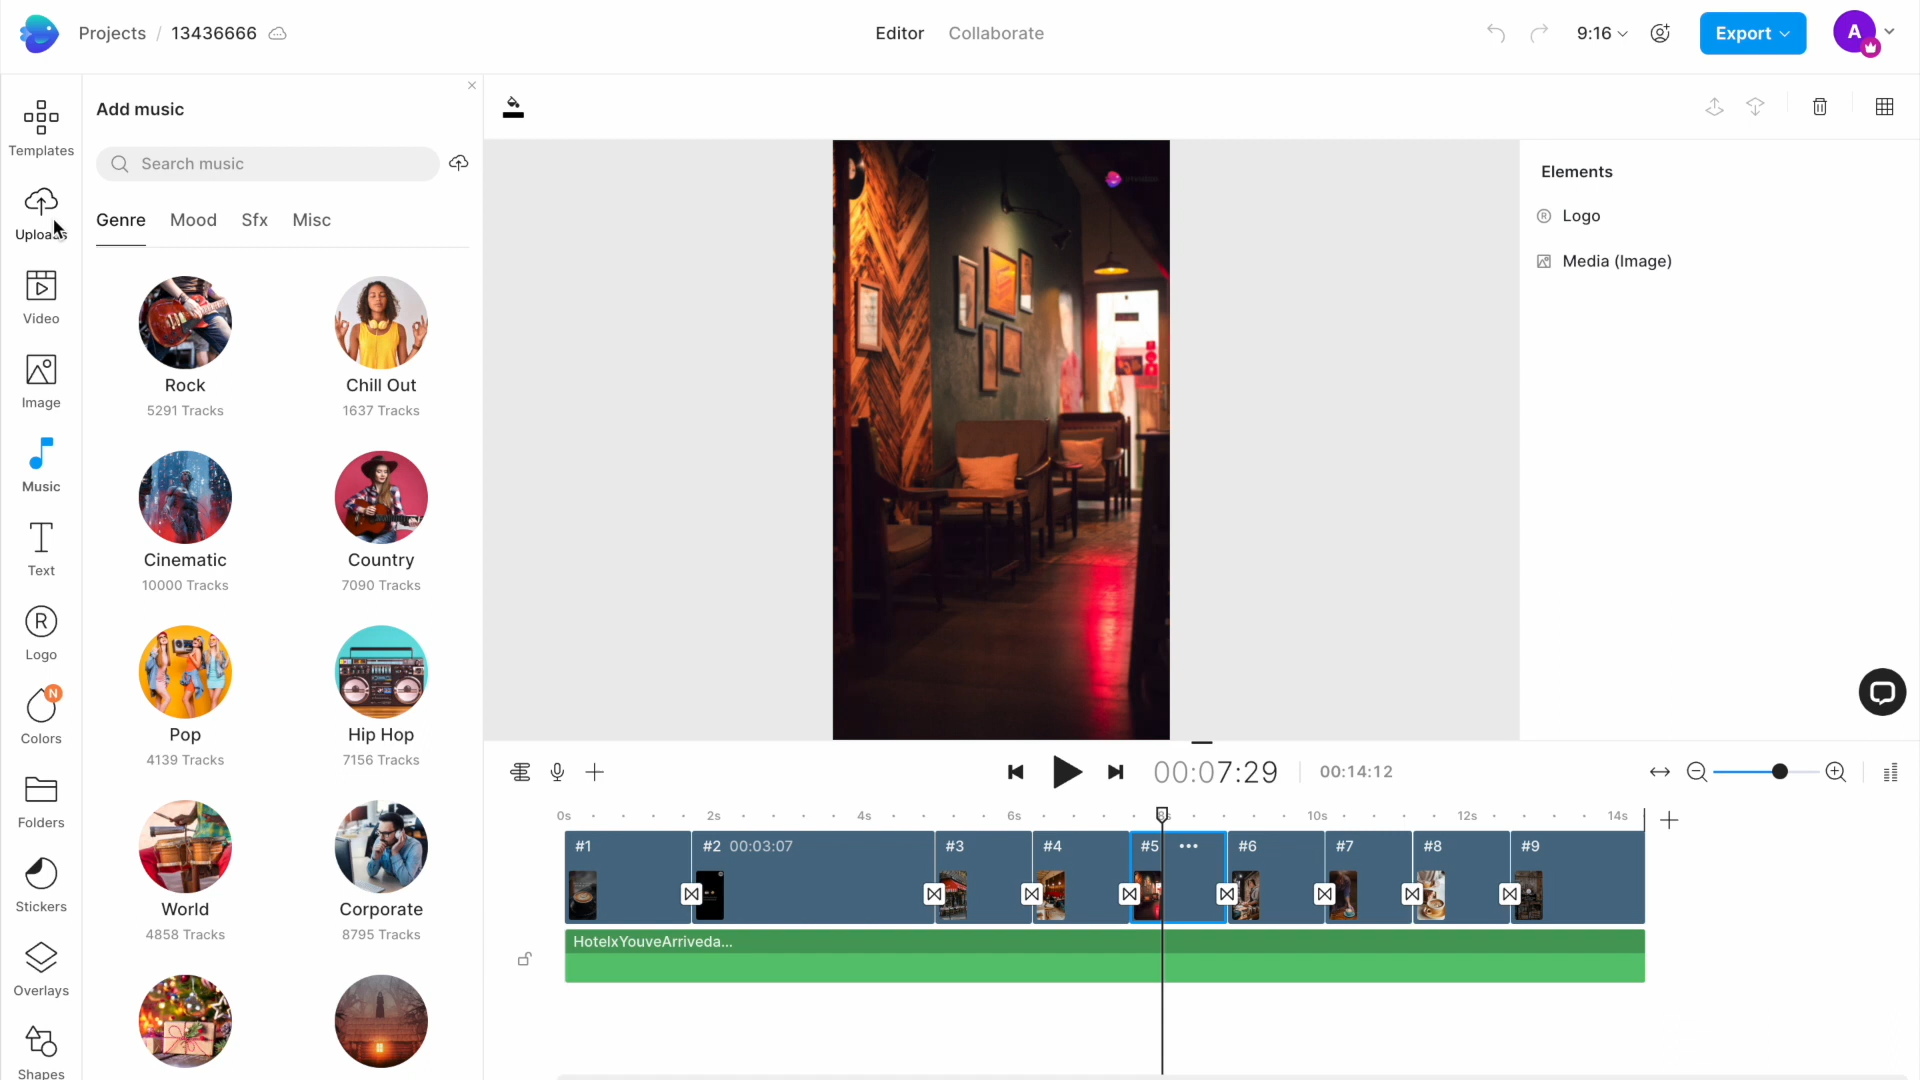 Projects / 13436666
Editor
Collaborate
9:16
Export
A
Templates
Uploads
Video
Image
Music
Text
Logo
N
Colors
Folders
Stickers
Overlays
Shapes
Add music
Search music
Genre
Mood
Sfx
Misc
Rock
5291 Tracks
Chill Out
1637 Tracks
Cinematic
10000 Tracks
Country
7090 Tracks
Pop
4139 Tracks
Hip Hop
7156 Tracks
World
4858 Tracks
Corporate
8795 Tracks
Elements
Logo
Media (Image)
00:07:29
00:14:12
0s
2s
4s
6s
8s
10s
12s
14s
#1
#2 00:03:07
#3
#4
#5
#6
#7
#8
#9
HotelxYouveArriveda...